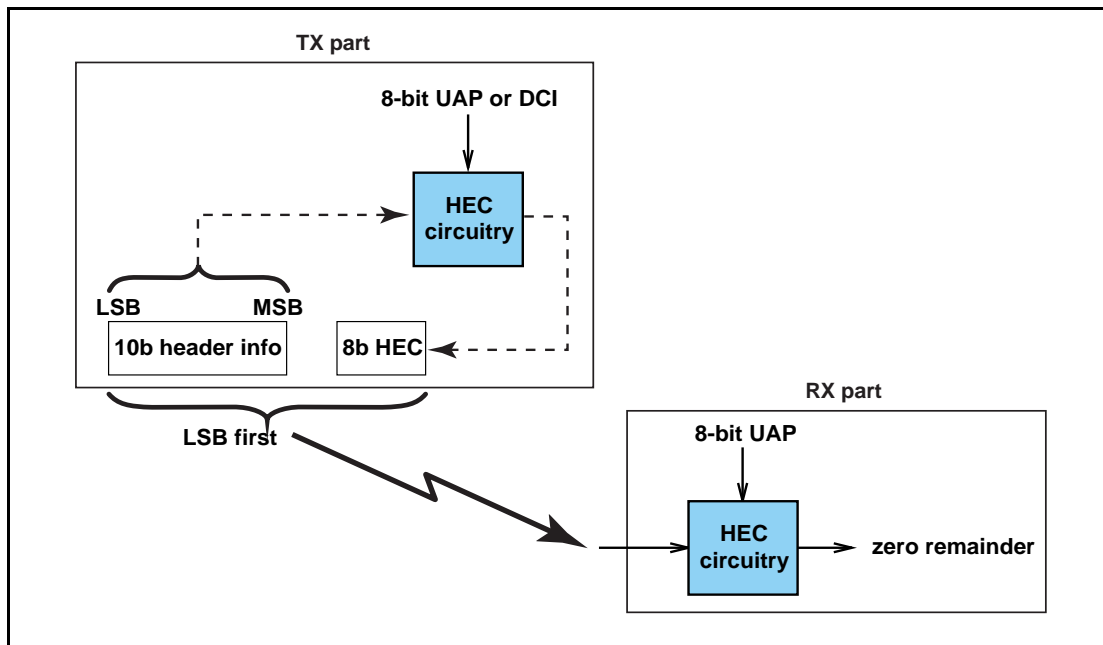 TX part
8-bit UAP or DCI
HEC
circuitry
LSB MSB
10b header info
8b HEC
LSB first
RX part
8-bit UAP
HEC
circuitry
zero remainder